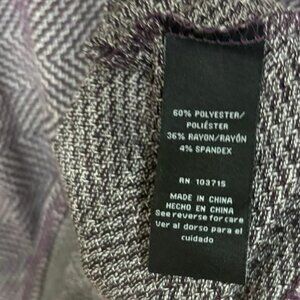 60% POLYESTER/
POLIÉSTER
36% RAYON/RAYÓN
4% SPANDEX
RN 103715
MADE IN CHINA
HECHO EN CHINA
See reverse for care
Ver al dorso para el
cuidado